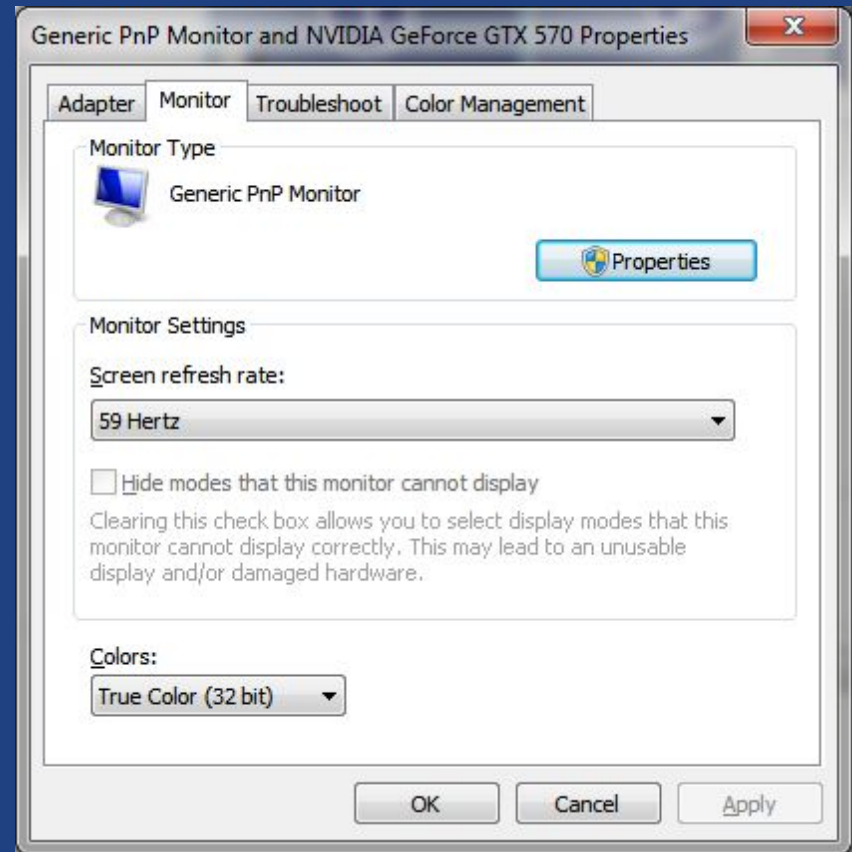 Generic PnP Monitor and NVIDIA GeForce GTX 570 Properties
Adapter Monitor Troubleshoot Color Management
Monitor Type
Generic PnP Monitor
Properties
Monitor Settings
Screen refresh rate:
59 Hertz
Hide modes that this monitor cannot display
Clearing this check box allows you to select display modes that this
monitor cannot display correctly. This may lead to an unusable
display and/or damaged hardware.
Colors:
True Color (32 bit)
OK Cancel Apply